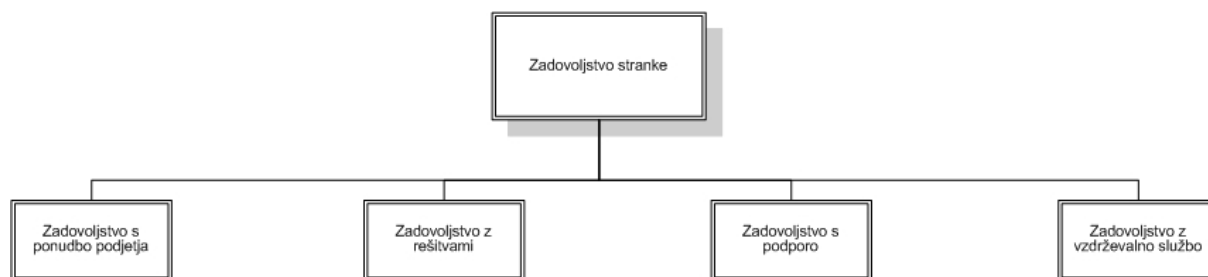 Zadovoljstvo stranke
Zadovoljstvo s
ponudbo podjetja
Zadovoljstvo z
rešitvami
Zadovoljstvo s
podporo
Zadovoljstvo z
vzdrževalno službo